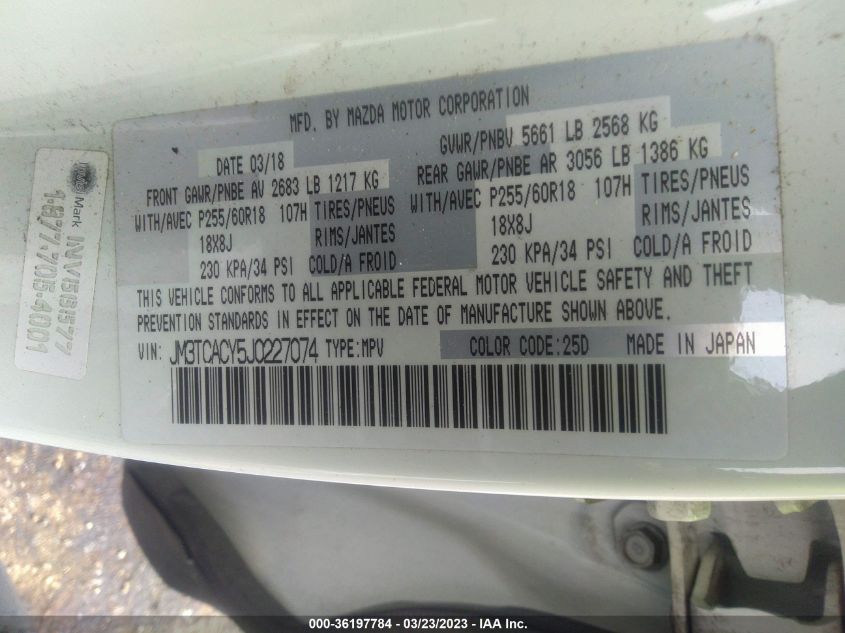 MFD. BY MAZDA MOTOR CORPORATION
DATE 03/18
GVWR/PNBV 5661 LB 2568 KG
FRONT GAWR/PNBE AV 2683 LB 1217 KG
REAR GAWR/PNBE AR 3056 LB 1386 KG
WITH/AVEC P255/60R18 107H TIRES/PNEUS
WITH/AVEC P255/60R18 107H TIRES/PNEUS
18X8J RIMS/JANTES
18X8J RIMS/JANTES
230 KPA/34 PSI COLD/A FROID
230 KPA/34 PSI COLD/A FROID
THIS VEHICLE CONFORMS TO ALL APPLICABLE FEDERAL MOTOR VEHICLE SAFETY AND THEFT
PREVENTION STANDARDS IN EFFECT ON THE DATE OF MANUFACTURE SHOWN ABOVE.
VIN: JM3TCACY5J0227074 TYPE:MPV COLOR CODE:25D MADE IN JAPAN
Mark
1·877·705·4001
000-36197784 - 03/23/2023 - IAA Inc.